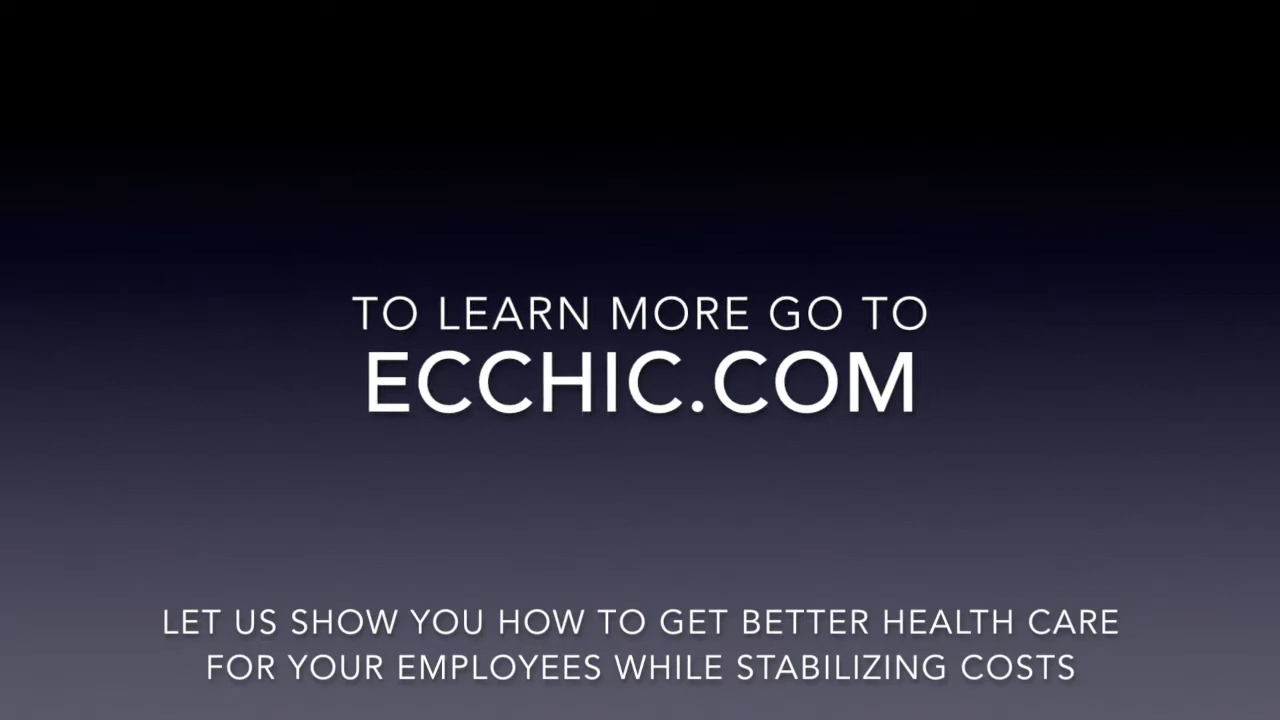 TO LEARN MORE GO TO
ECCHIC.COM
LET US SHOW YOU HOW TO GET BETTER HEALTH CARE
FOR YOUR EMPLOYEES WHILE STABILIZING COSTS